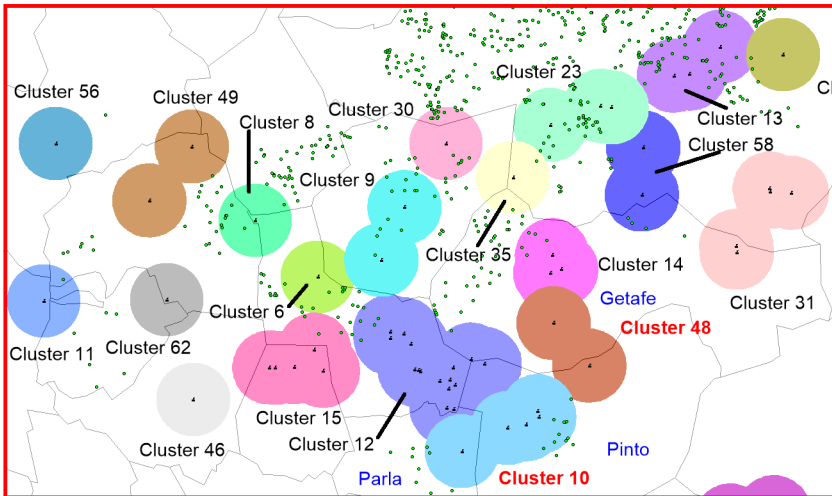 Cluster 23
Cluster 56
Cluster 49
Cluster 30
Cluster 8
Cluster 13
Cl
Cluster 58
Cluster 9
Cluster 35
Cluster 14
Getafe
Cluster 31
Cluster 6
Cluster 11
Cluster 62
Cluster 48
Cluster 15
Cluster 12
Cluster 46
Parla
Cluster 10
Pinto